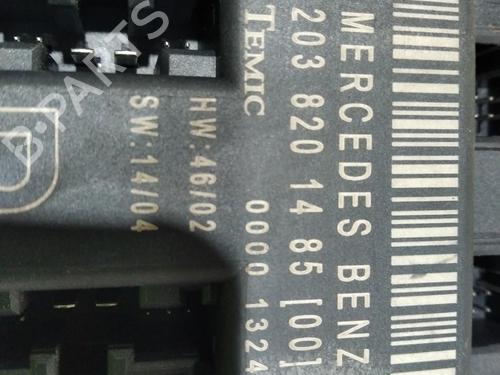 MERCEDES BENZ
203 820 14 85 [00]
TEMIC 0000 1324
HW:46/02
SW:14/04
B-PARTS